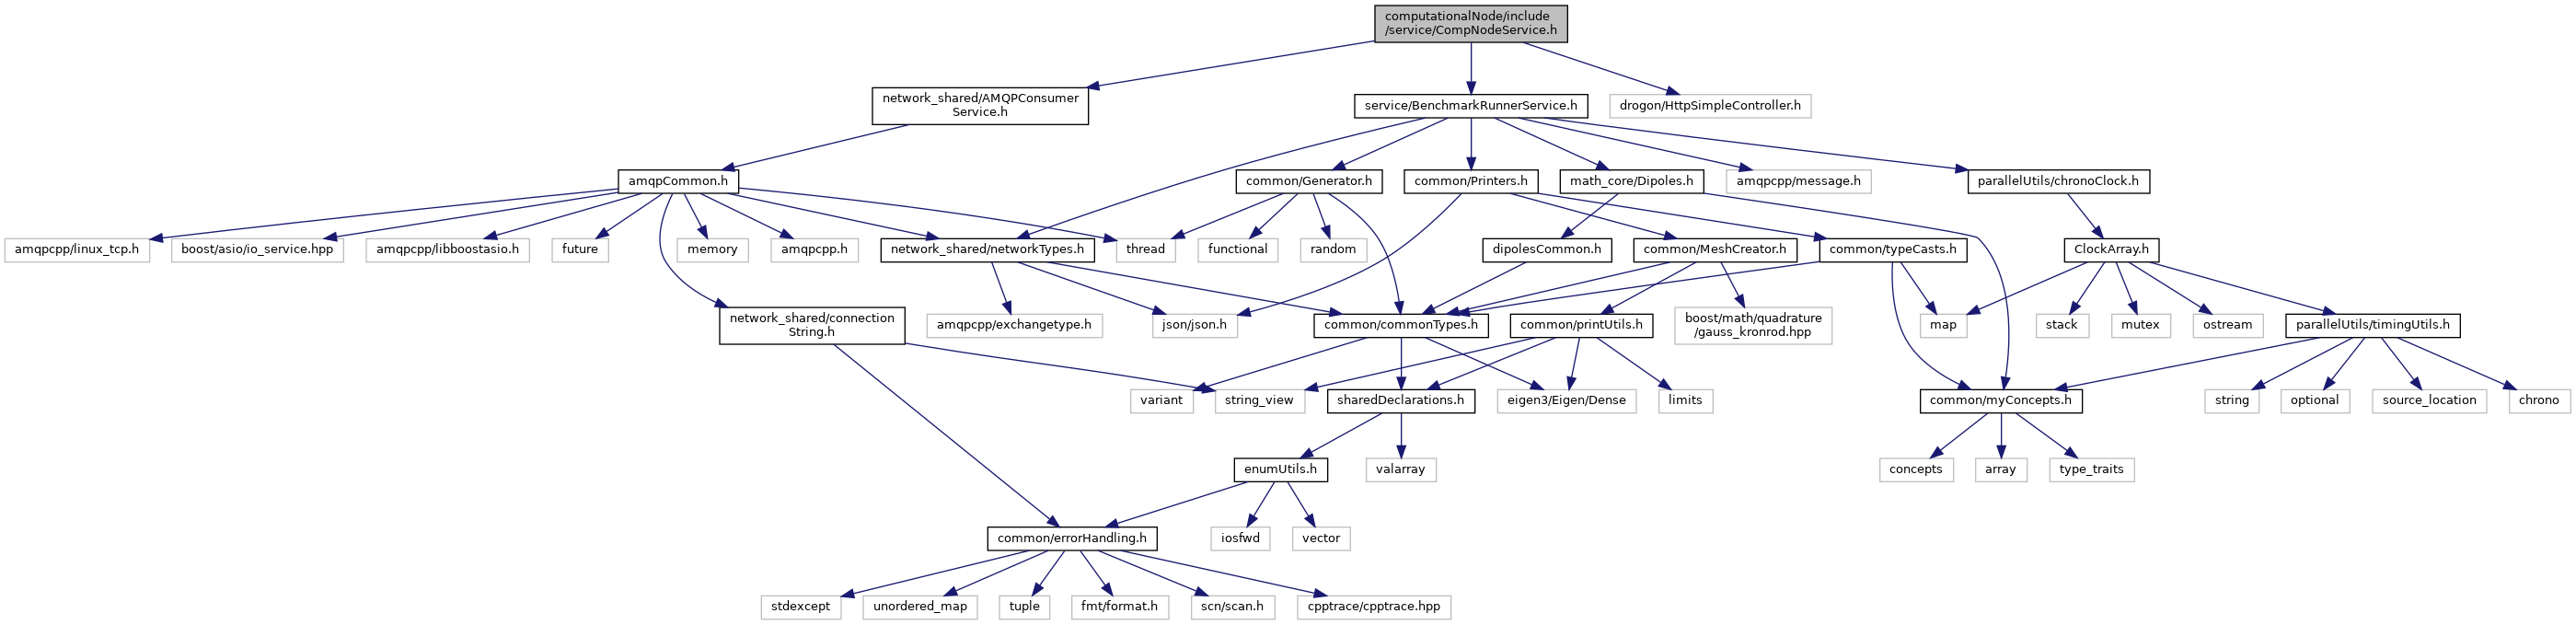 computationalNode/include
/service/CompNodeService.h
network_shared/AMQPConsumer
Service.h
service/BenchmarkRunnerService.h
drogon/HttpSimpleController.h
amqpCommon.h
common/Generator.h
common/Printers.h
math_core/Dipoles.h
amqpcpp/message.h
parallelUtils/chronoClock.h
amqpcpp/linux_tcp.h
boost/asio/io_service.hpp
amqpcpp/libboostasio.h
future
memory
amqpcpp.h
network_shared/networkTypes.h
thread
functional
random
dipolesCommon.h
common/MeshCreator.h
common/typeCasts.h
ClockArray.h
network_shared/connection
String.h
amqpcpp/exchangetype.h
json/json.h
common/commonTypes.h
common/printUtils.h
boost/math/quadrature
/gauss_kronrod.hpp
map
stack
mutex
ostream
parallelUtils/timingUtils.h
variant
string_view
sharedDeclarations.h
eigen3/Eigen/Dense
limits
common/myConcepts.h
string
optional
source_location
chrono
enumUtils.h
valarray
concepts
array
type_traits
common/errorHandling.h
iosfwd
vector
stdexcept
unordered_map
tuple
fmt/format.h
scn/scan.h
cpptrace/cpptrace.hpp